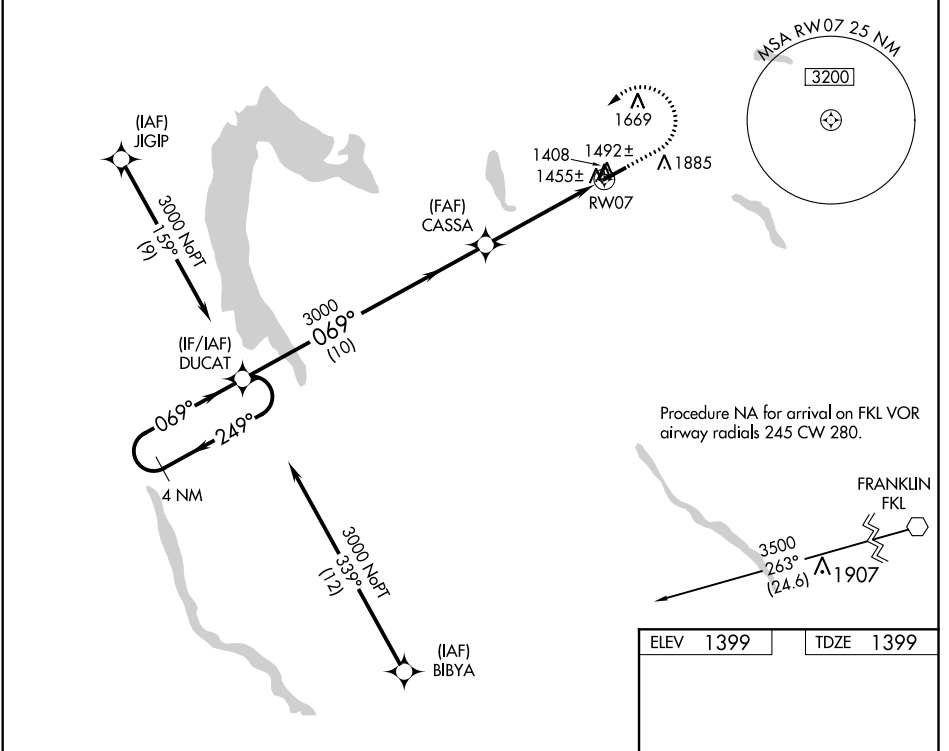 MSA RW07 25 NM
3200
(IAF)
JIGIP
3000 NoPT
159°
(9)
1669
1408
1492±
1455±
1885
RW07
(FAF)
CASSA
3000
069°
(10)
(IF/IAF)
DUCAT
069°
249°
4 NM
3000 NoPT
339°
(12)
(IAF)
BIBYA
Procedure NA for arrival on FKL VOR
airway radials 245 CW 280.
FRANKLIN
FKL
3500
263°
(24.6)
1907
ELEV 1399
TDZE 1399